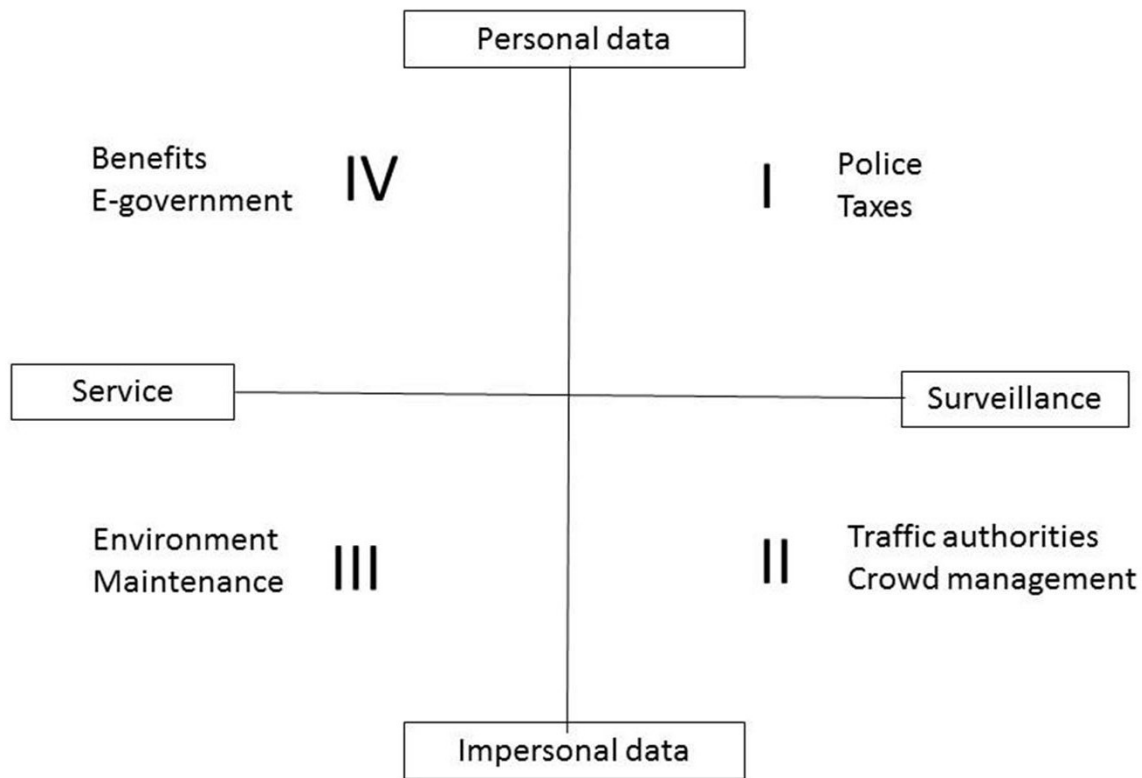 Personal data
Benefits
E-government
IV
I
Police
Taxes
Service
Surveillance
Environment
Maintenance
III
II
Traffic authorities
Crowd management
Impersonal data